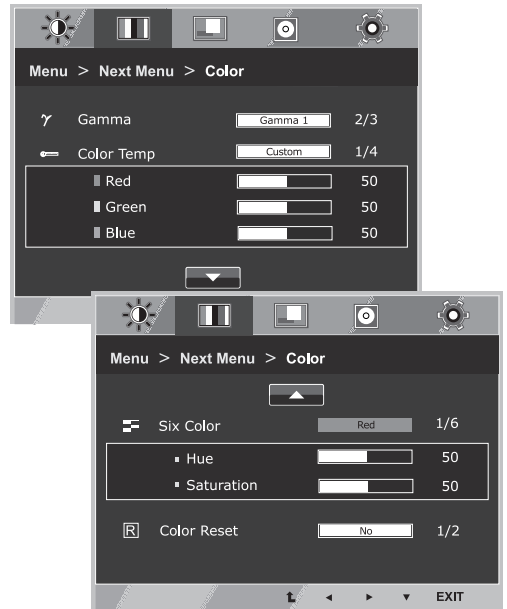 Menu > Next Menu > Color
γ Gamma Gamma 1 2/3
Color Temp Custom 1/4
Red 50
Green 50
Blue 50
Menu > Next Menu > Color
Six Color Red 1/6
Hue 50
Saturation 50
R Color Reset No 1/2
EXIT